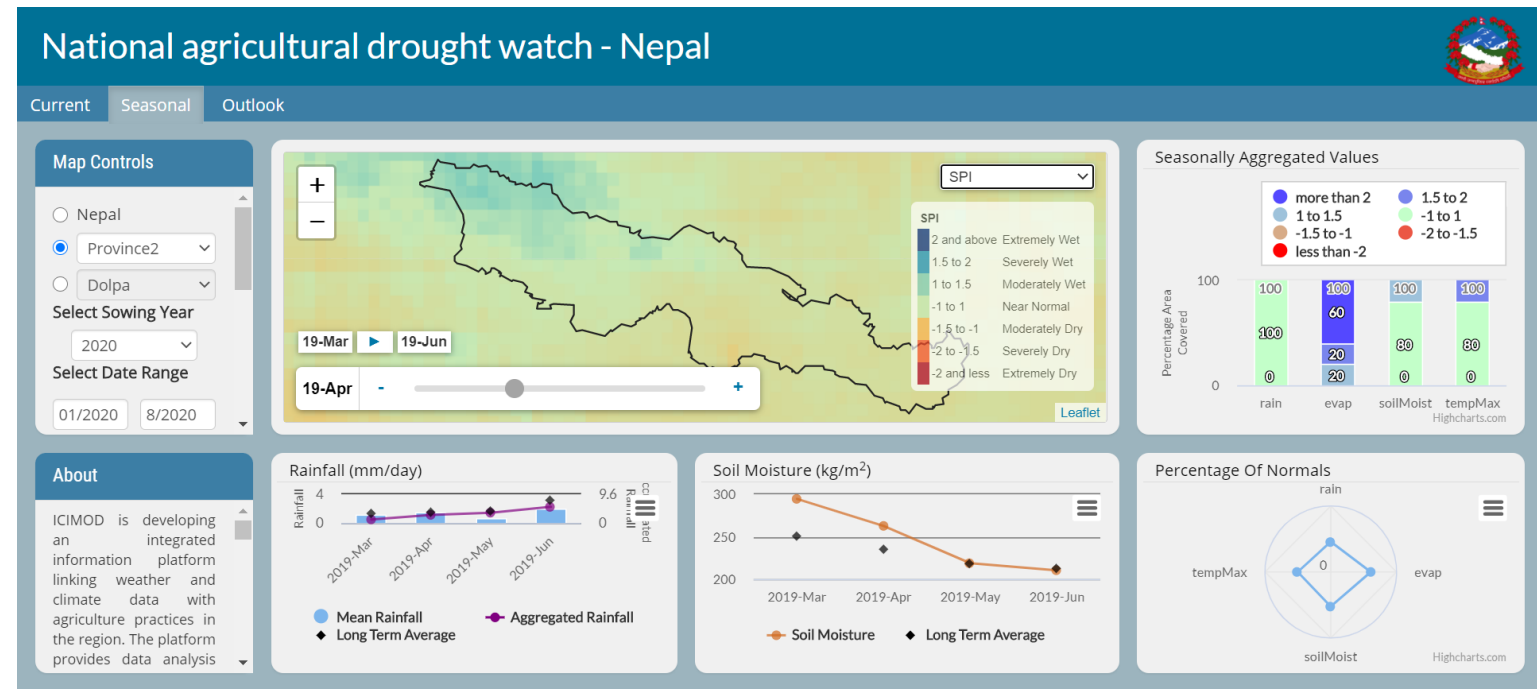 National agricultural drought watch - Nepal
Current
Seasonal
Outlook
Map Controls
Nepal
Province2
Dolpa
Select Sowing Year
2020
Select Date Range
01/2020
8/2020
+
−
SPI
SPI
2 and above Extremely Wet
1.5 to 2 Severely Wet
1 to 1.5 Moderately Wet
-1 to 1 Near Normal
-1.5 to -1 Moderately Dry
-2 to -1.5 Severely Dry
-2 and less Extremely Dry
19-Mar
19-Jun
19-Apr - +
Leaflet
Seasonally Aggregated Values
more than 2
1.5 to 2
1 to 1.5
-1 to 1
-1.5 to -1
-2 to -1.5
less than -2
Percentage Area
Covered
100
0
100 100 100 100
60
100
20
80 80
0 20 0 0
rain evap soilMoist tempMax
Highcharts.com
About
ICIMOD is developing
an integrated
information platform
linking weather and
climate data with
agriculture practices in
the region. The platform
provides data analysis
Rainfall (mm/day)
Rainfall
4
0
9.6
0
Rainfall
2019-Mar
2019-Apr
2019-May
2019-Jun
Mean Rainfall
Aggregated Rainfall
Long Term Average
Soil Moisture (kg/m²)
300
250
200
2019-Mar 2019-Apr 2019-May 2019-Jun
Soil Moisture
Long Term Average
Percentage Of Normals
rain
tempMax
0
evap
soilMoist
Highcharts.com